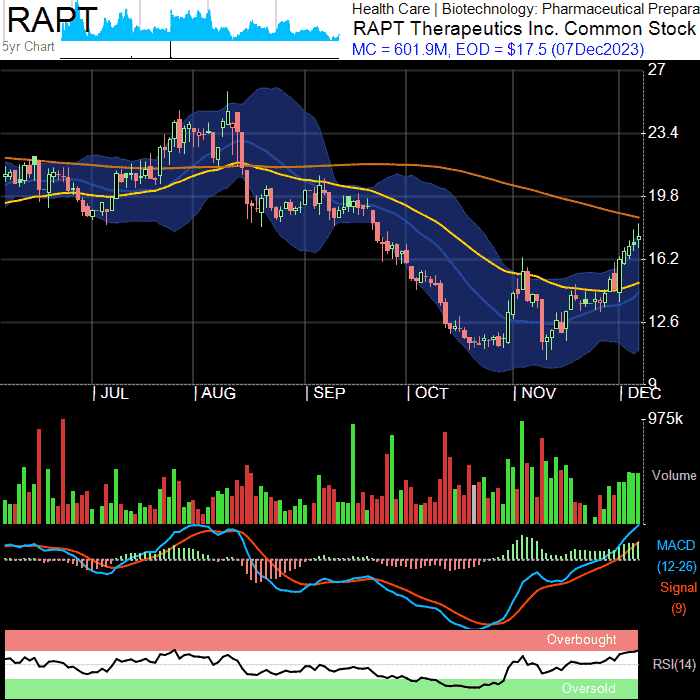 RAPT
5yr Chart
Health Care | Biotechnology: Pharmaceutical Prepara
RAPT Therapeutics Inc. Common Stock
MC = 601.9M, EOD = $17.5 (07Dec2023)
27
23.4
19.8
16.2
12.6
9
| JUL | AUG | SEP | OCT | NOV | DEC
975k
Volume
MACD
(12-26)
Signal
(9)
Overbought
RSI(14)
Oversold